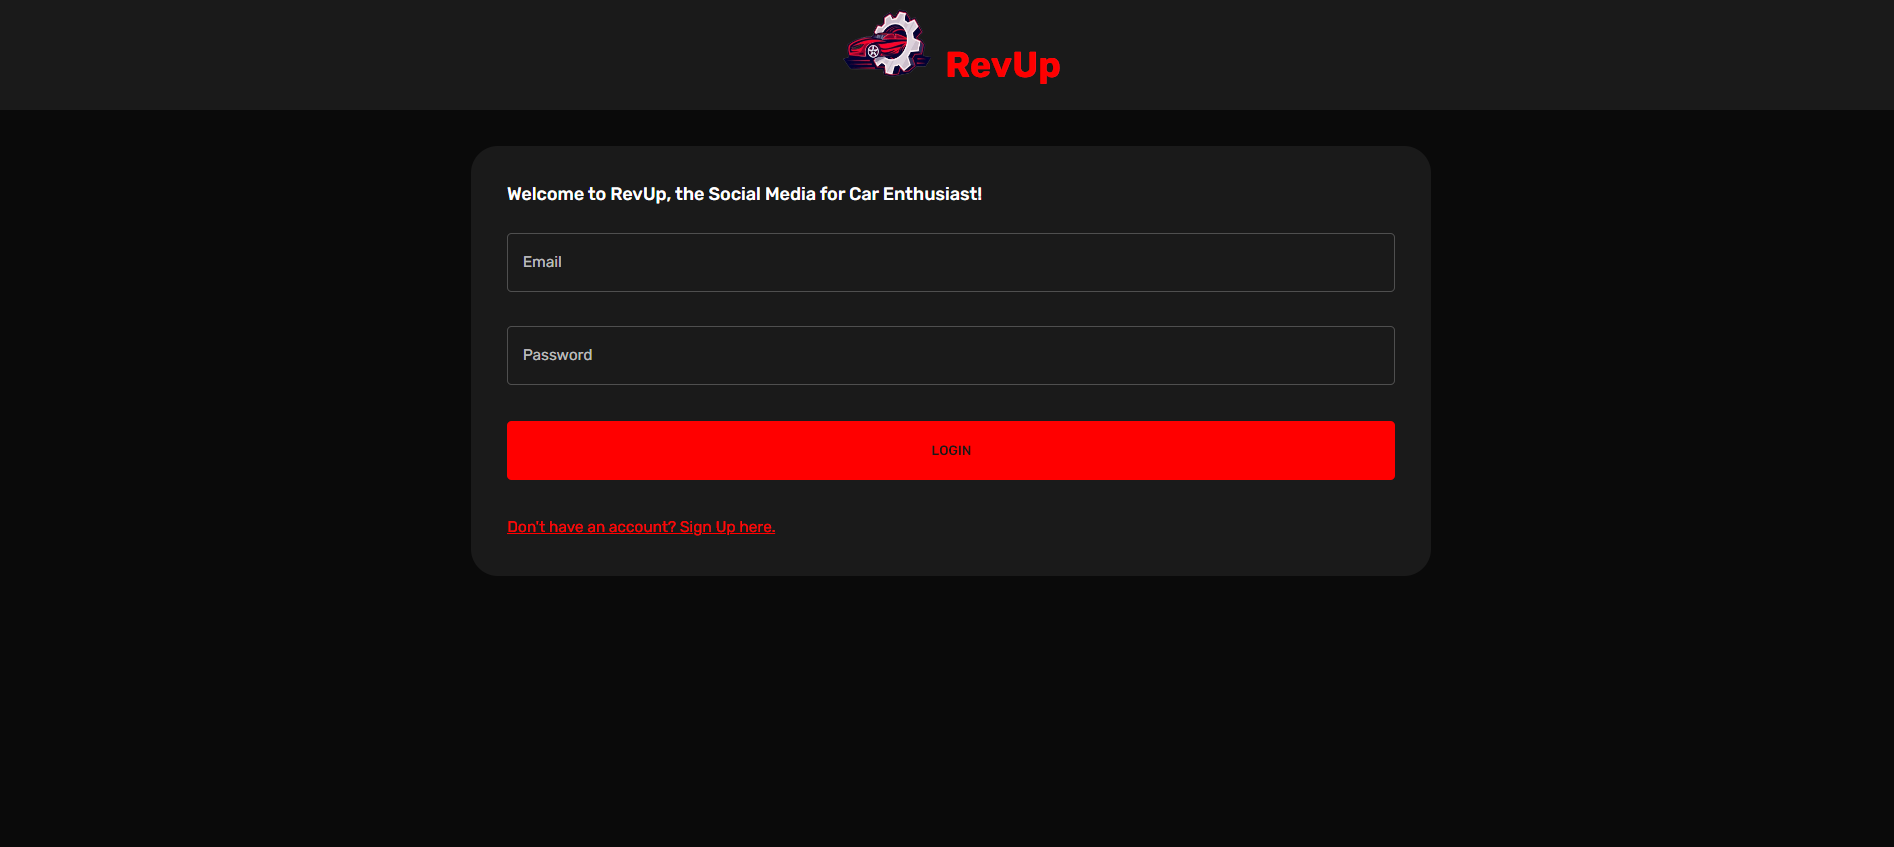 RevUp
Welcome to RevUp, the Social Media for Car Enthusiast!
Email
Password
LOGIN
Don't have an account? Sign Up here.